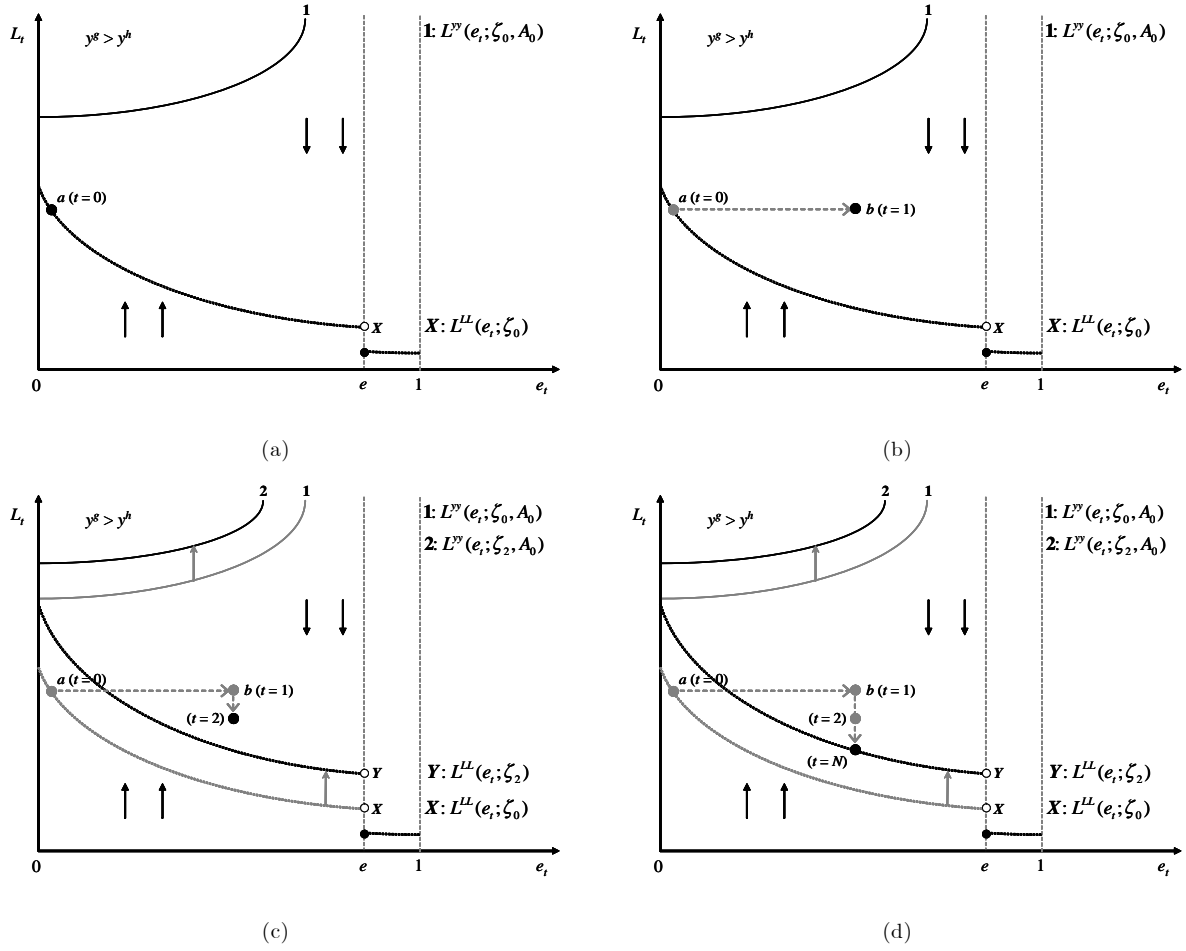 1
1
L_t
y^g > y^h
1: L^{yy}(e_t; ζ_0, A_0)
L_t
y^g > y^h
1: L^{yy}(e_t; ζ_0, A_0)
a (t = 0)
a (t = 0)
b (t = 1)
X
X: L^{LL}(e_t; ζ_0)
X
X: L^{LL}(e_t; ζ_0)
0
e
1
e_t
0
e
1
e_t
(a)
(b)
2
1
2
1
L_t
y^g > y^h
1: L^{yy}(e_t; ζ_0, A_0)
L_t
y^g > y^h
1: L^{yy}(e_t; ζ_0, A_0)
2: L^{yy}(e_t; ζ_2, A_0)
2: L^{yy}(e_t; ζ_2, A_0)
a (t = 0)
b (t = 1)
a (t = 0)
b (t = 1)
(t = 2)
(t = 2)
(t = N)
Y
Y: L^{LL}(e_t; ζ_2)
Y
Y: L^{LL}(e_t; ζ_2)
X
X: L^{LL}(e_t; ζ_0)
X
X: L^{LL}(e_t; ζ_0)
0
e
1
e_t
0
e
1
e_t
(c)
(d)